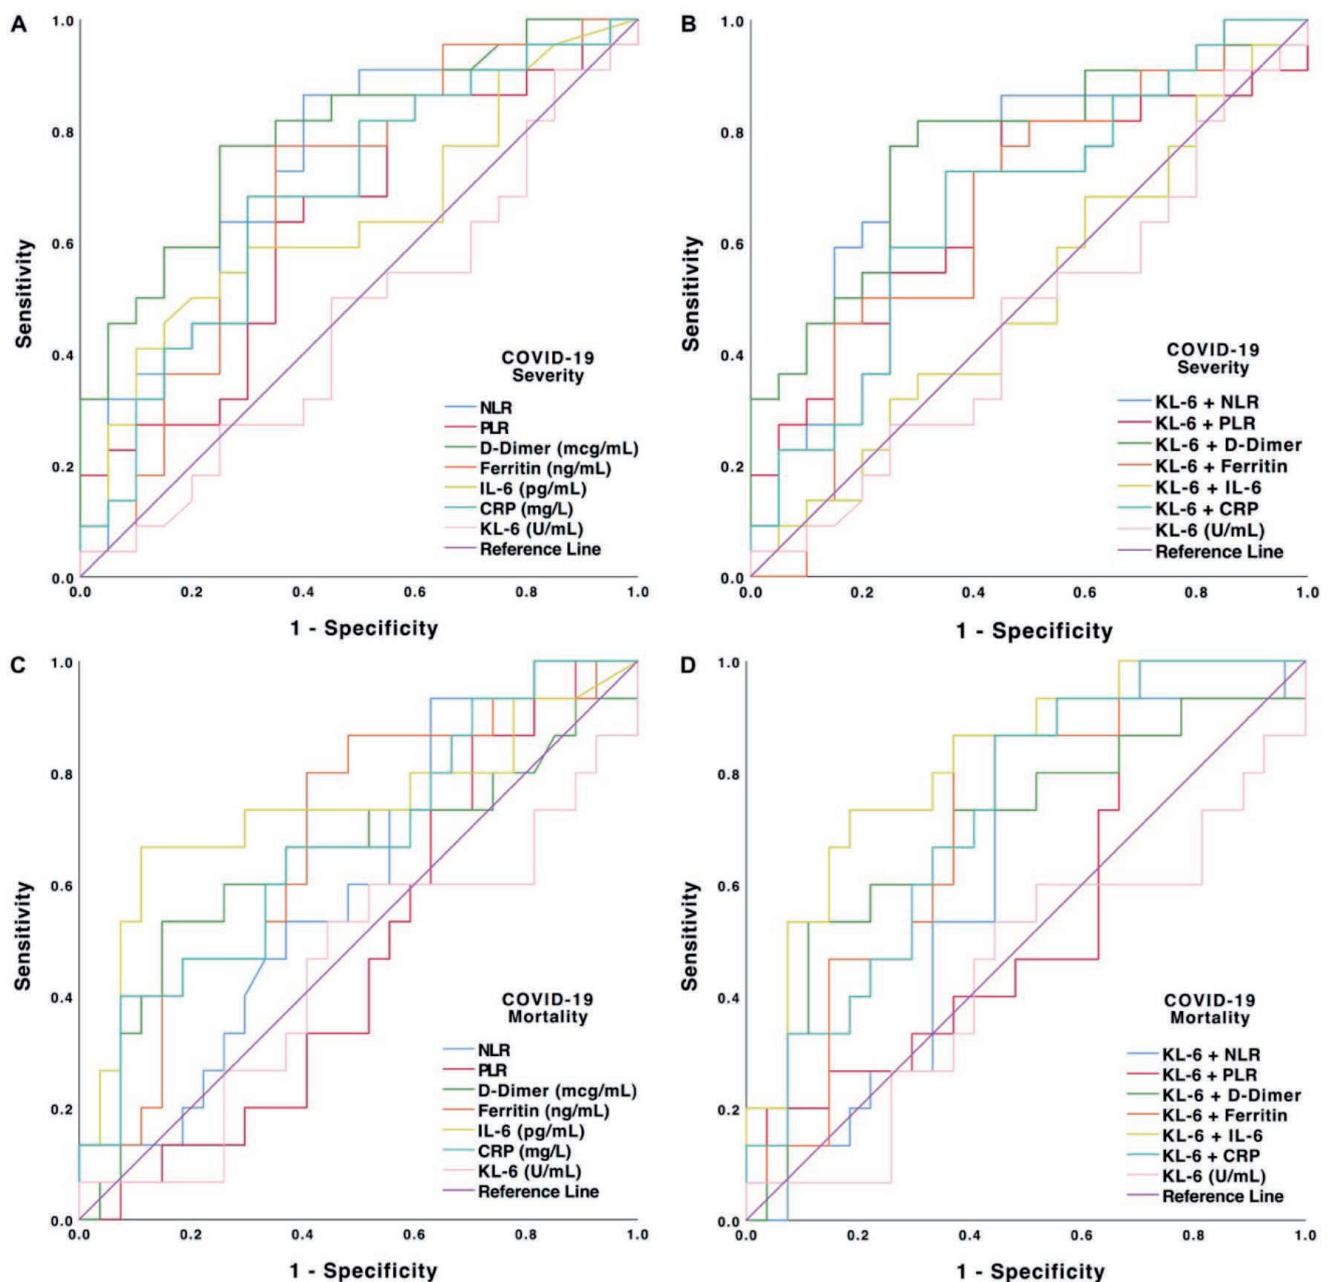 A
1.0
0.8
0.6
0.4
0.2
0.0
Sensitivity
COVID-19
Severity
NLR
PLR
D-Dimer (mcg/mL)
Ferritin (ng/mL)
IL-6 (pg/mL)
CRP (mg/L)
KL-6 (U/mL)
Reference Line
0.0 0.2 0.4 0.6 0.8 1.0
1 - Specificity
B
1.0
0.8
0.6
0.4
0.2
0.0
Sensitivity
COVID-19
Severity
KL-6 + NLR
KL-6 + PLR
KL-6 + D-Dimer
KL-6 + Ferritin
KL-6 + IL-6
KL-6 + CRP
KL-6 (U/mL)
Reference Line
0.0 0.2 0.4 0.6 0.8 1.0
1 - Specificity
C
1.0
0.8
0.6
0.4
0.2
0.0
Sensitivity
COVID-19
Mortality
NLR
PLR
D-Dimer (mcg/mL)
Ferritin (ng/mL)
IL-6 (pg/mL)
CRP (mg/L)
KL-6 (U/mL)
Reference Line
0.0 0.2 0.4 0.6 0.8 1.0
1 - Specificity
D
1.0
0.8
0.6
0.4
0.2
0.0
Sensitivity
COVID-19
Mortality
KL-6 + NLR
KL-6 + PLR
KL-6 + D-Dimer
KL-6 + Ferritin
KL-6 + IL-6
KL-6 + CRP
KL-6 (U/mL)
Reference Line
0.0 0.2 0.4 0.6 0.8 1.0
1 - Specificity